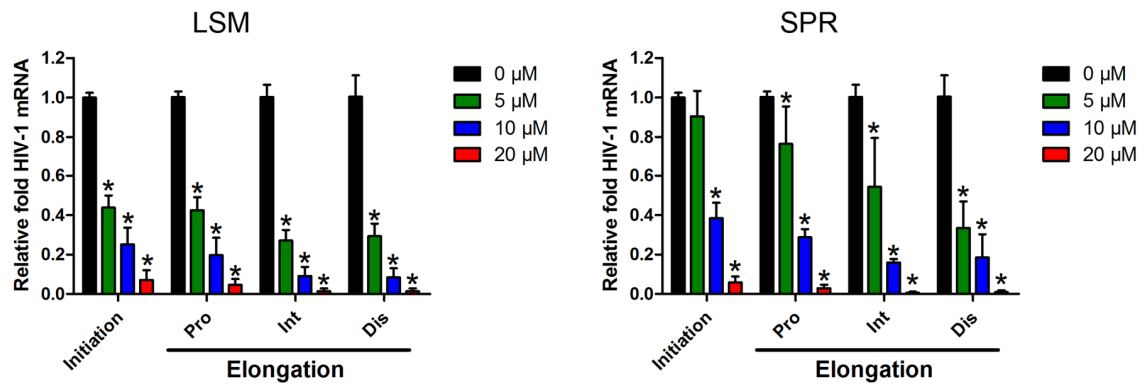 LSM
Relative fold HIV-1 mRNA
1.2
1.0
0.8
0.6
0.4
0.2
0.0
* * *
* * *
* * *
* * *
0 µM
5 µM
10 µM
20 µM
Initiation
Pro
Int
Dis
Elongation
SPR
Relative fold HIV-1 mRNA
1.2
1.0
0.8
0.6
0.4
0.2
0.0
* *
* * *
* * *
* * *
0 µM
5 µM
10 µM
20 µM
Initiation
Pro
Int
Dis
Elongation